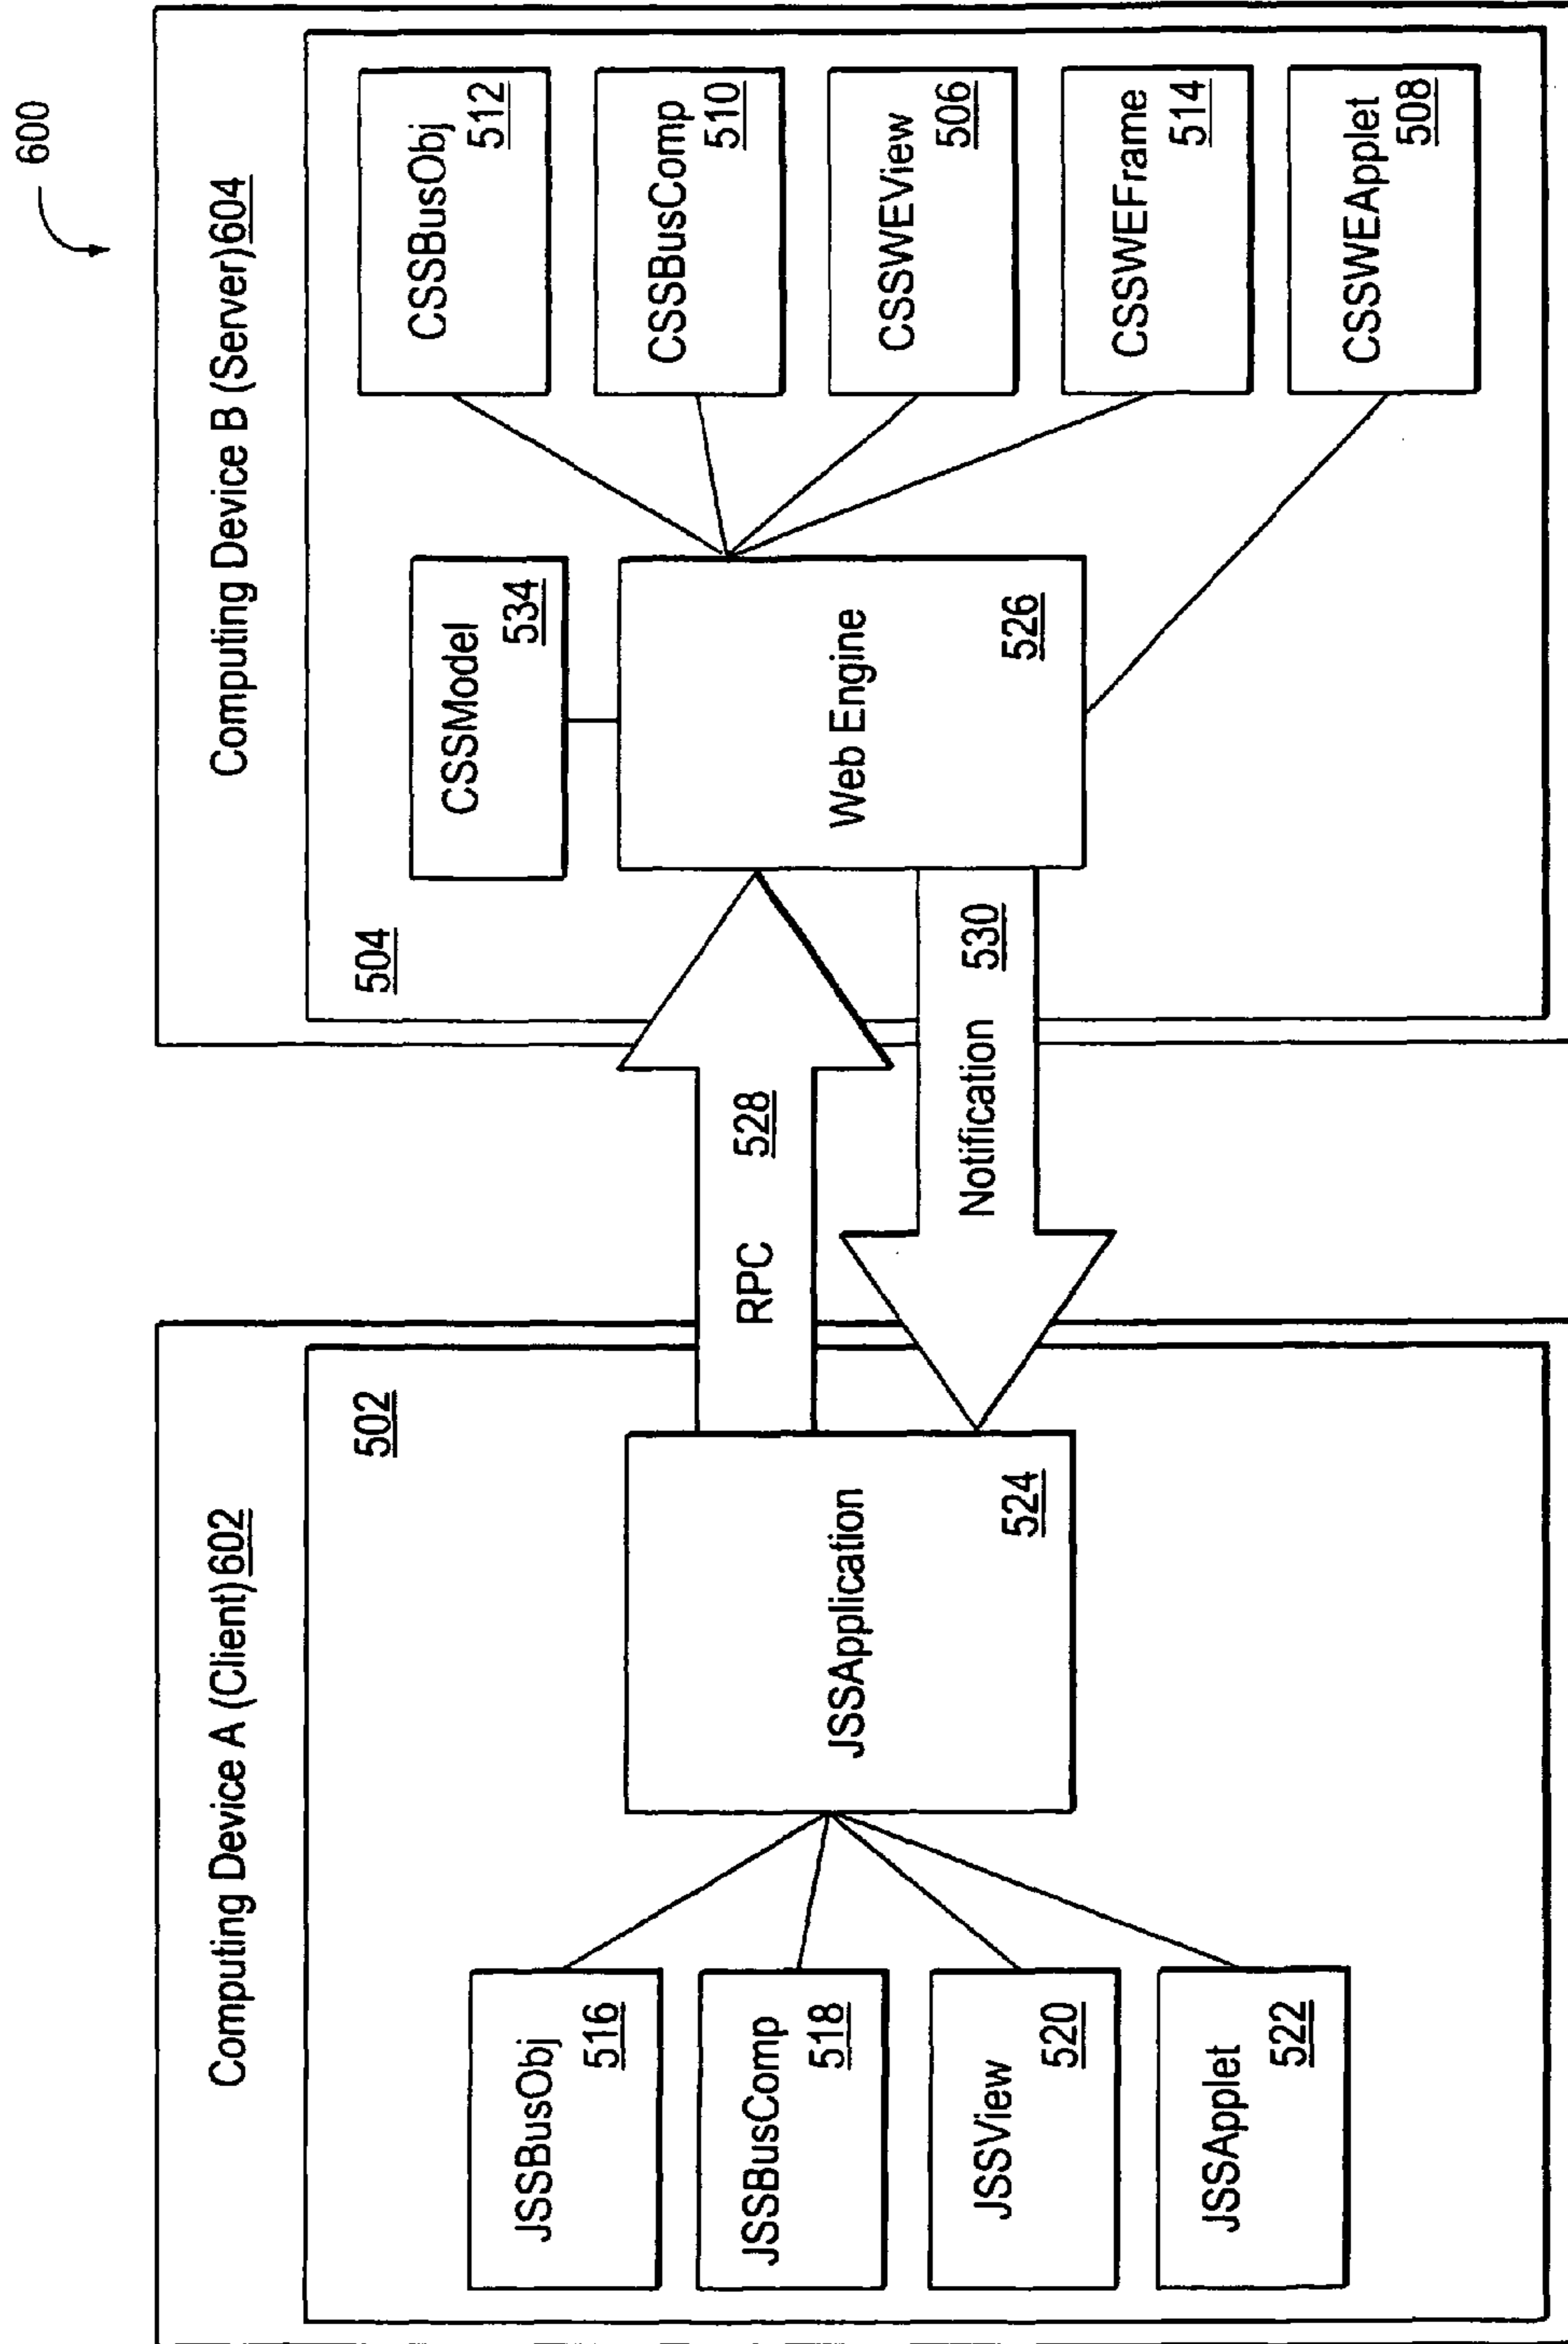 600
Computing Device A (Client) 602
502
JSSBusObj
516
JSSBusComp
518
JSSView
520
JSSApplet
522
JSSApplication
524
RPC 528
Notification 530
Computing Device B (Server) 604
504
CSSModel
534
Web Engine
526
CSSBusObj
512
CSSBusComp
510
CSSWEView
506
CSSWEFrame
514
CSSWEApplet
508